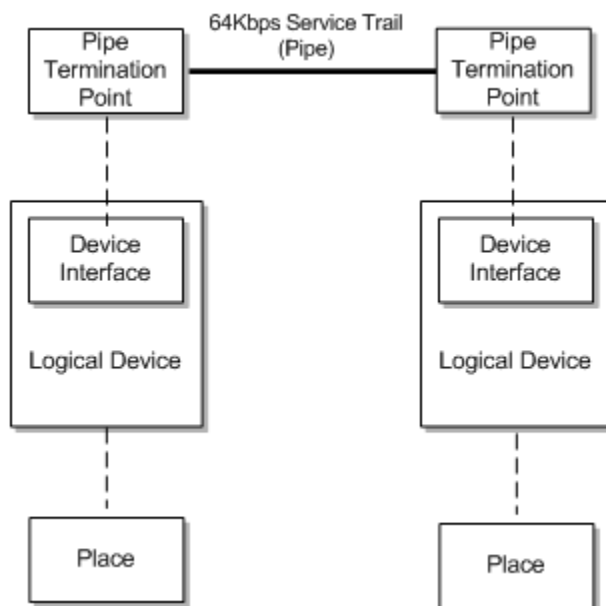 64Kbps Service Trail
(Pipe)
Pipe
Termination
Point
Pipe
Termination
Point
Device
Interface
Logical Device
Device
Interface
Logical Device
Place
Place